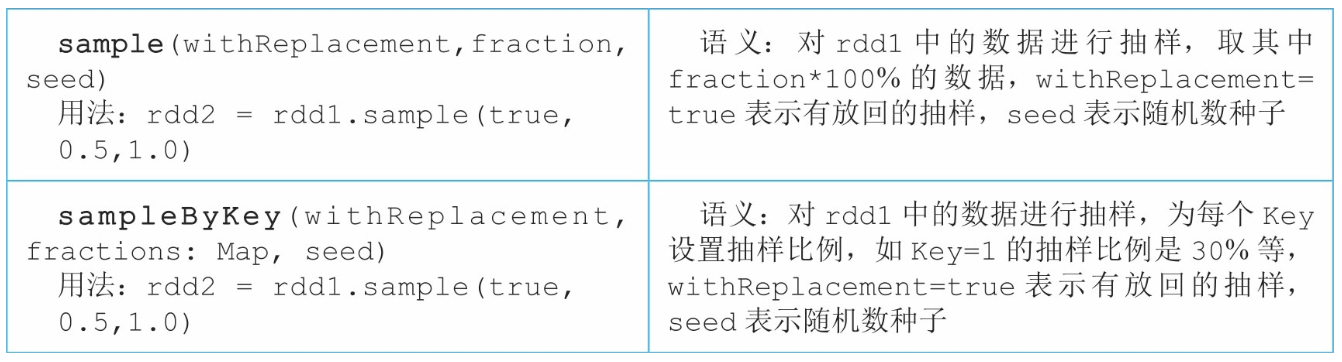 sample(withReplacement,fraction,
seed)
用法：rdd2 = rdd1.sample(true,
0.5,1.0)
语义：对 rdd1 中的数据进行抽样，取其中
fraction*100% 的数据，withReplacement=
true 表示有放回的抽样，seed 表示随机数种子
sampleByKey(withReplacement,
fractions: Map, seed)
用法：rdd2 = rdd1.sample(true,
0.5,1.0)
语义：对 rdd1 中的数据进行抽样，为每个 Key
设置抽样比例，如 Key=1 的抽样比例是 30% 等，
withReplacement=true 表示有放回的抽样，
seed 表示随机数种子